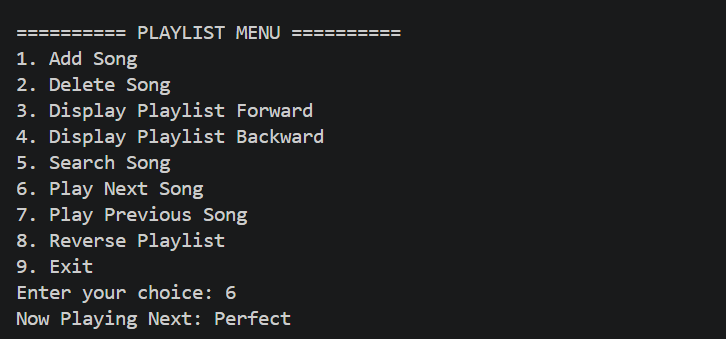 ========== PLAYLIST MENU ==========
1. Add Song
2. Delete Song
3. Display Playlist Forward
4. Display Playlist Backward
5. Search Song
6. Play Next Song
7. Play Previous Song
8. Reverse Playlist
9. Exit
Enter your choice: 6
Now Playing Next: Perfect